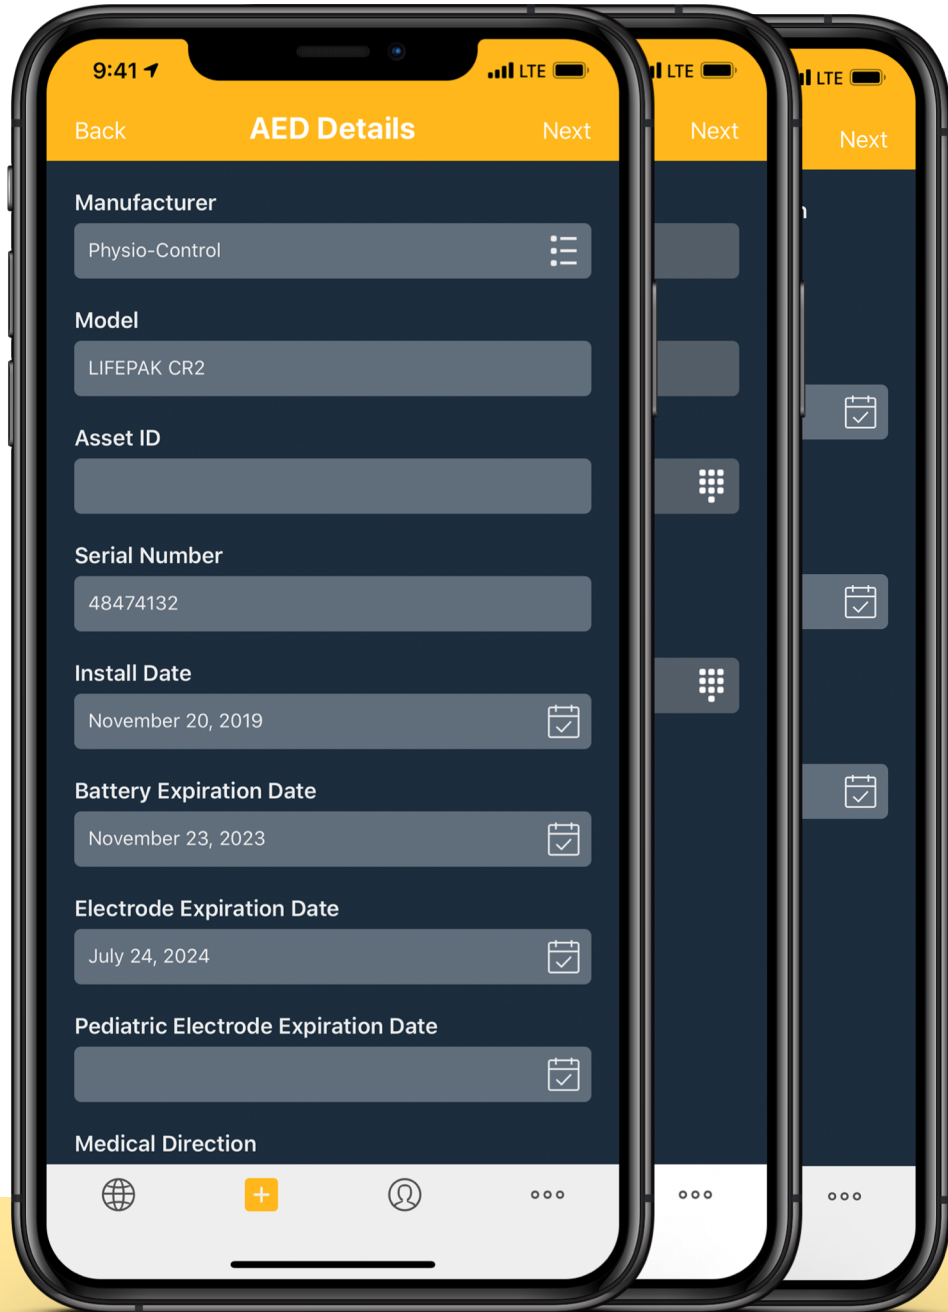 9:41
LTE
LTE
LTE
Back
AED Details
Next
Next
Next
Manufacturer
Physio-Control
Model
LIFEPAK CR2
Asset ID
Serial Number
48474132
Install Date
November 20, 2019
Battery Expiration Date
November 23, 2023
Electrode Expiration Date
July 24, 2024
Pediatric Electrode Expiration Date
Medical Direction